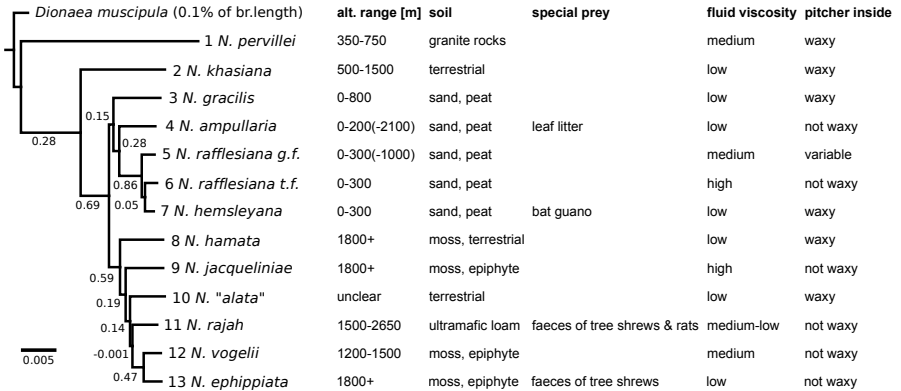 Dionaea muscipula (0.1% of br.length) alt. range [m] soil special prey fluid viscosity pitcher inside
1 N. pervillei 350-750 granite rocks medium waxy
2 N. khasiana 500-1500 terrestrial low waxy
3 N. gracilis 0-800 sand, peat low waxy
0.15
4 N. ampullaria 0-200(-2100) sand, peat leaf litter low not waxy
0.28 0.28
5 N. rafflesiana g.f. 0-300(-1000) sand, peat medium variable
0.86
6 N. rafflesiana t.f. 0-300 sand, peat high not waxy
0.69 0.05
7 N. hemsleyana 0-300 sand, peat bat guano low waxy
8 N. hamata 1800+ moss, terrestrial low waxy
9 N. jacqueliniae 1800+ moss, epiphyte high not waxy
0.59
10 N. "alata" unclear terrestrial low waxy
0.19
11 N. rajah 1500-2650 ultramafic loam faeces of tree shrews & rats medium-low not waxy
0.14
12 N. vogelii 1200-1500 moss, epiphyte medium not waxy
-0.001
0.005
13 N. ephippiata 1800+ moss, epiphyte faeces of tree shrews low not waxy
0.47